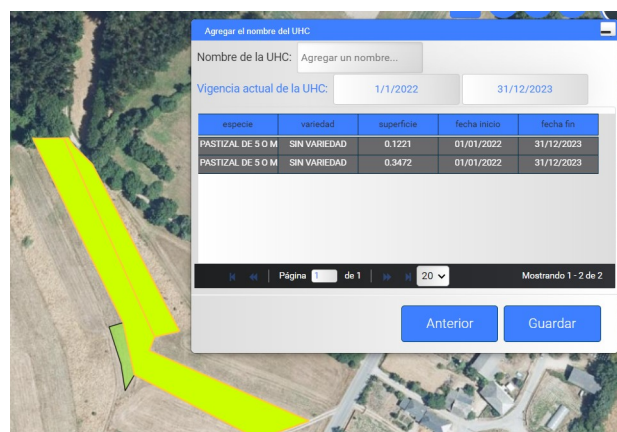 Agregar el nombre del UHC
Nombre de la UHC: Agregar un nombre...
Vigencia actual de la UHC: 1/1/2022 31/12/2023
especie variedad superficie fecha inicio fecha fin
PASTIZAL DE 5 O M SIN VARIEDAD 0.1221 01/01/2022 31/12/2023
PASTIZAL DE 5 O M SIN VARIEDAD 0.3472 01/01/2022 31/12/2023
Página 1 de 1 20 Mostrando 1 - 2 de 2
Anterior Guardar